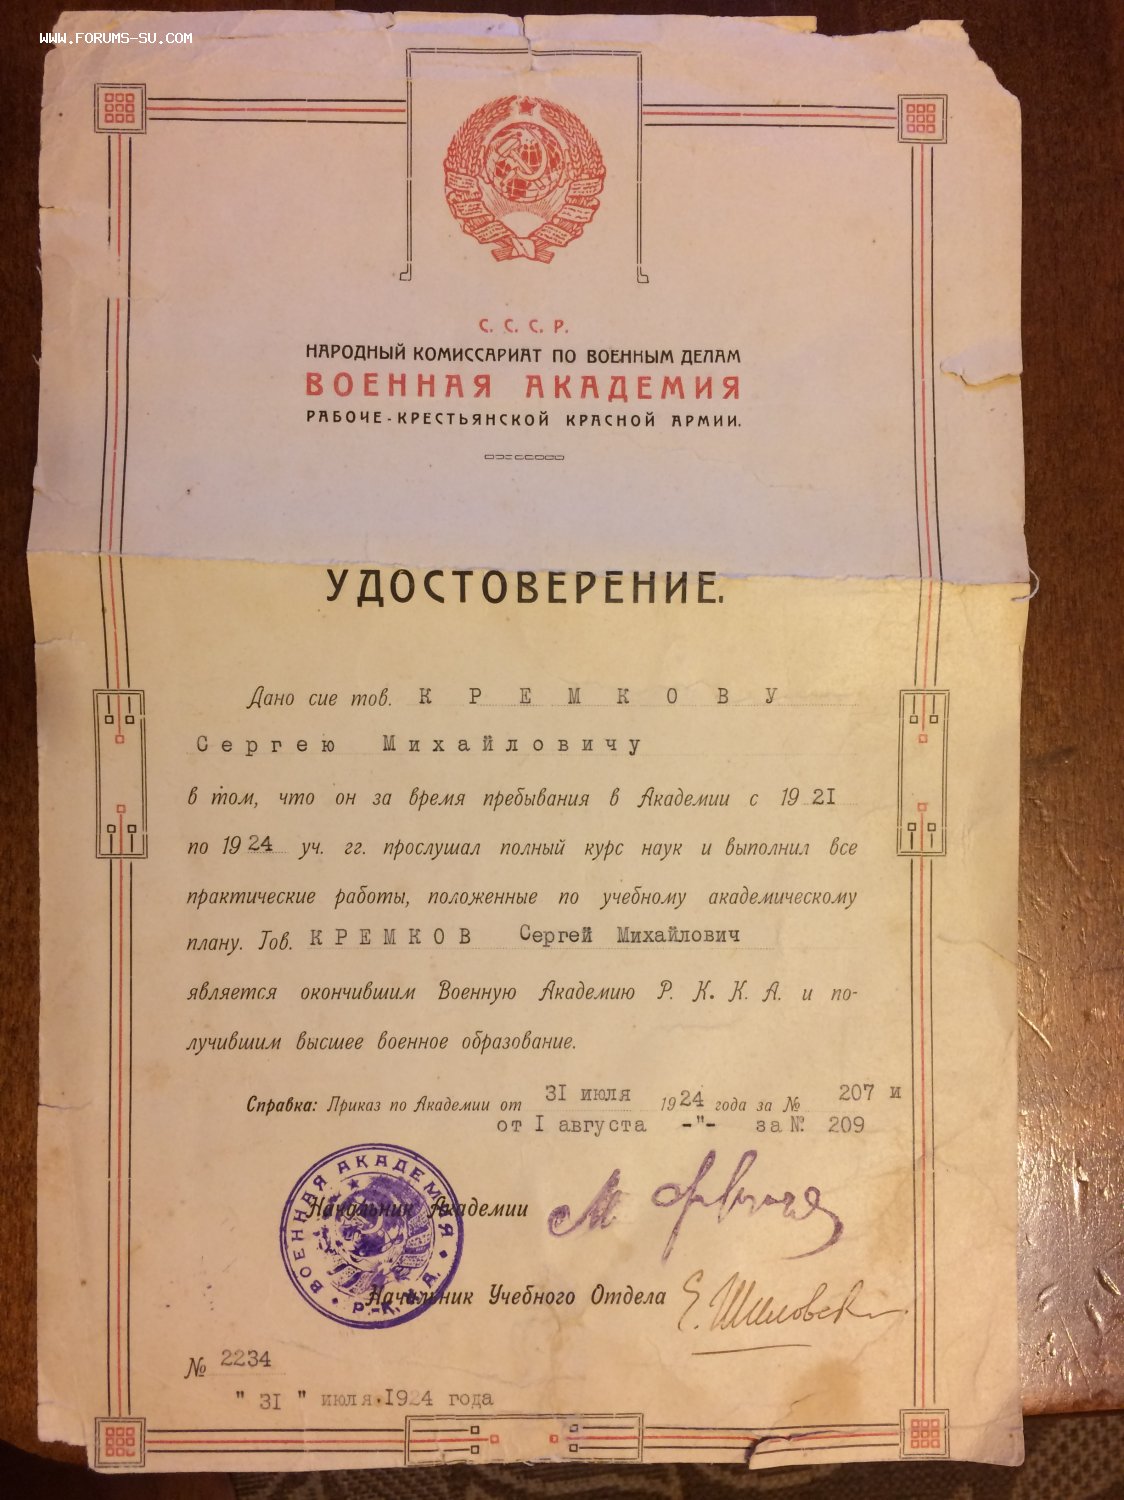 WWW.FORUMS-SU.COM
С. С. С. Р.
НАРОДНЫЙ КОМИССАРИАТ ПО ВОЕННЫМ ДЕЛАМ
ВОЕННАЯ АКАДЕМИЯ
РАБОЧЕ-КРЕСТЬЯНСКОЙ КРАСНОЙ АРМИИ.
УДОСТОВЕРЕНИЕ.
Дано сие тов. К Р Е М К О В У
Сергею Михайловичу
в том, что он за время пребывания в Академии с 1921
по 1924 уч. гг. прослушал полный курс наук и выполнил все
практические работы, положенные по учебному академическому
плану. Тов. К Р Е М К О В Сергей Михайлович
является окончившим Военную Академию Р. К. К. А. и по-
лучившим высшее военное образование.
Справка: Приказ по Академии от 31 июля 1924 года за № 207 и
от I августа -"- за № 209
ВОЕННАЯ АКАДЕМИЯ
Р.-К.К.А.
Начальник Академии М Фрунзе
Начальник Учебного Отдела Е. Шиловский
№ 2234
" 31 " июля 1924 года